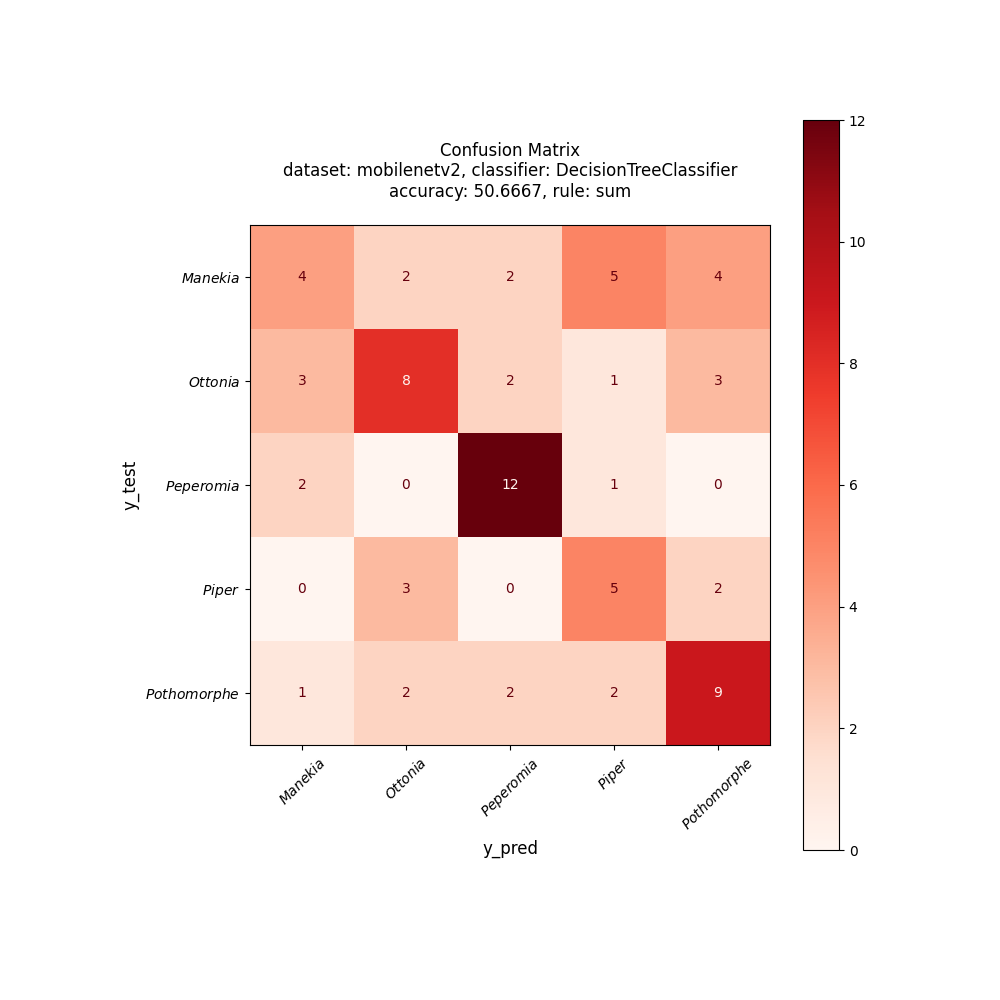 Confusion Matrix
dataset: mobilenetv2, classifier: DecisionTreeClassifier
accuracy: 50.6667, rule: sum
Manekia 4 2 2 5 4
Ottonia 3 8 2 1 3
Peperomia 2 0 12 1 0
Piper 0 3 0 5 2
Pothomorphe 1 2 2 2 9
Manekia Ottonia Peperomia Piper Pothomorphe
y_pred
y_test
12
10
8
6
4
2
0